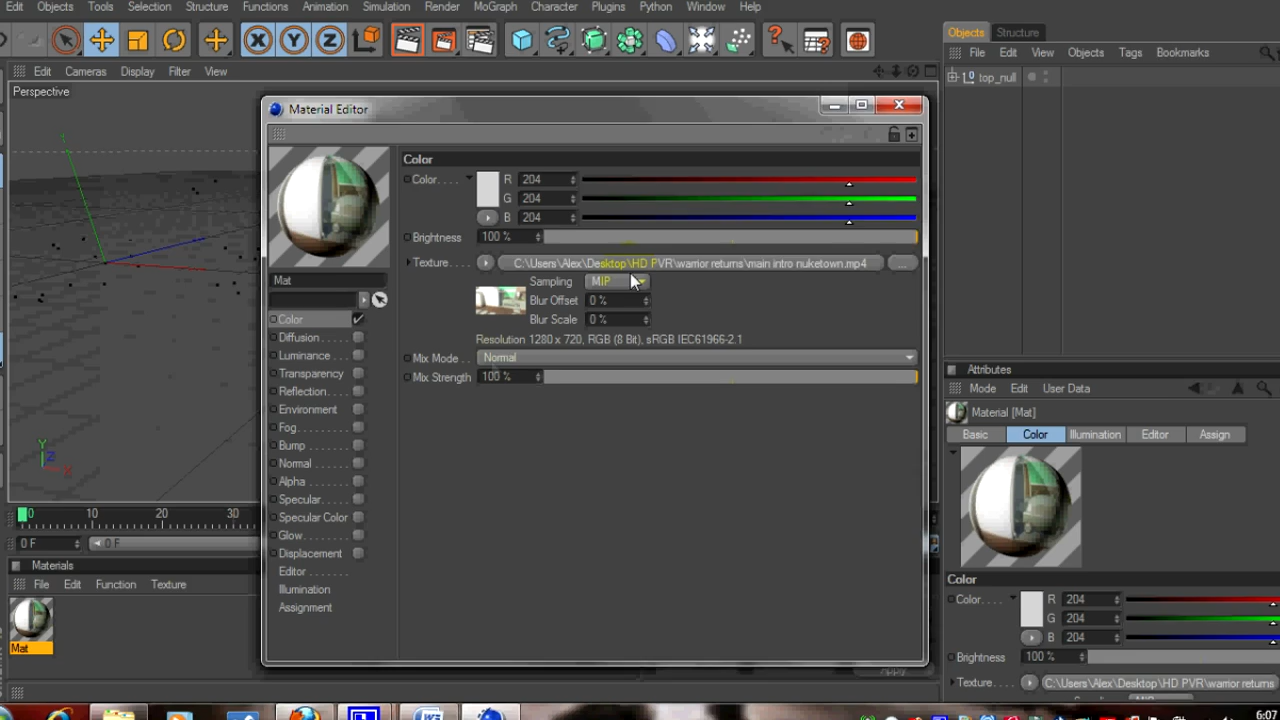 Edit Objects Tools Selection Structure Functions Animation Simulation Render MoGraph Character Plugins Python Window Help
X Y Z
Objects Structure
File Edit View Objects Tags Bookmarks
Edit Cameras Display Filter View
Perspective
top_null
Material Editor
Color
Color. . . .
R 204
G 204
B 204
Brightness 100 %
Texture. . . . C:\Users\Alex\Desktop\HD PVR\warrior returns\main intro nuketown.mp4 ...
Sampling MIP
Blur Offset 0 %
Blur Scale 0 %
Resolution 1280 x 720, RGB (8 Bit), sRGB IEC61966-2.1
Mix Mode . . Normal
Mix Strength 100 %
Mat
Color
Diffusion
Luminance
Transparency
Reflection
Environment
Fog
Bump
Normal
Alpha
Specular
Specular Color
Glow
Displacement
Editor
Illumination
Assignment
Y
Z
X
0 10 20 30
0 F 0 F
Materials
File Edit Function Texture
Mat
Attributes
Mode Edit User Data
Material [Mat]
Basic Color Illumination Editor Assign
Color
Color. . . .
R 204
G 204
B 204
Brightness 100 %
Texture. . . . C:\Users\Alex\Desktop\HD PVR\warrior returns
6:07